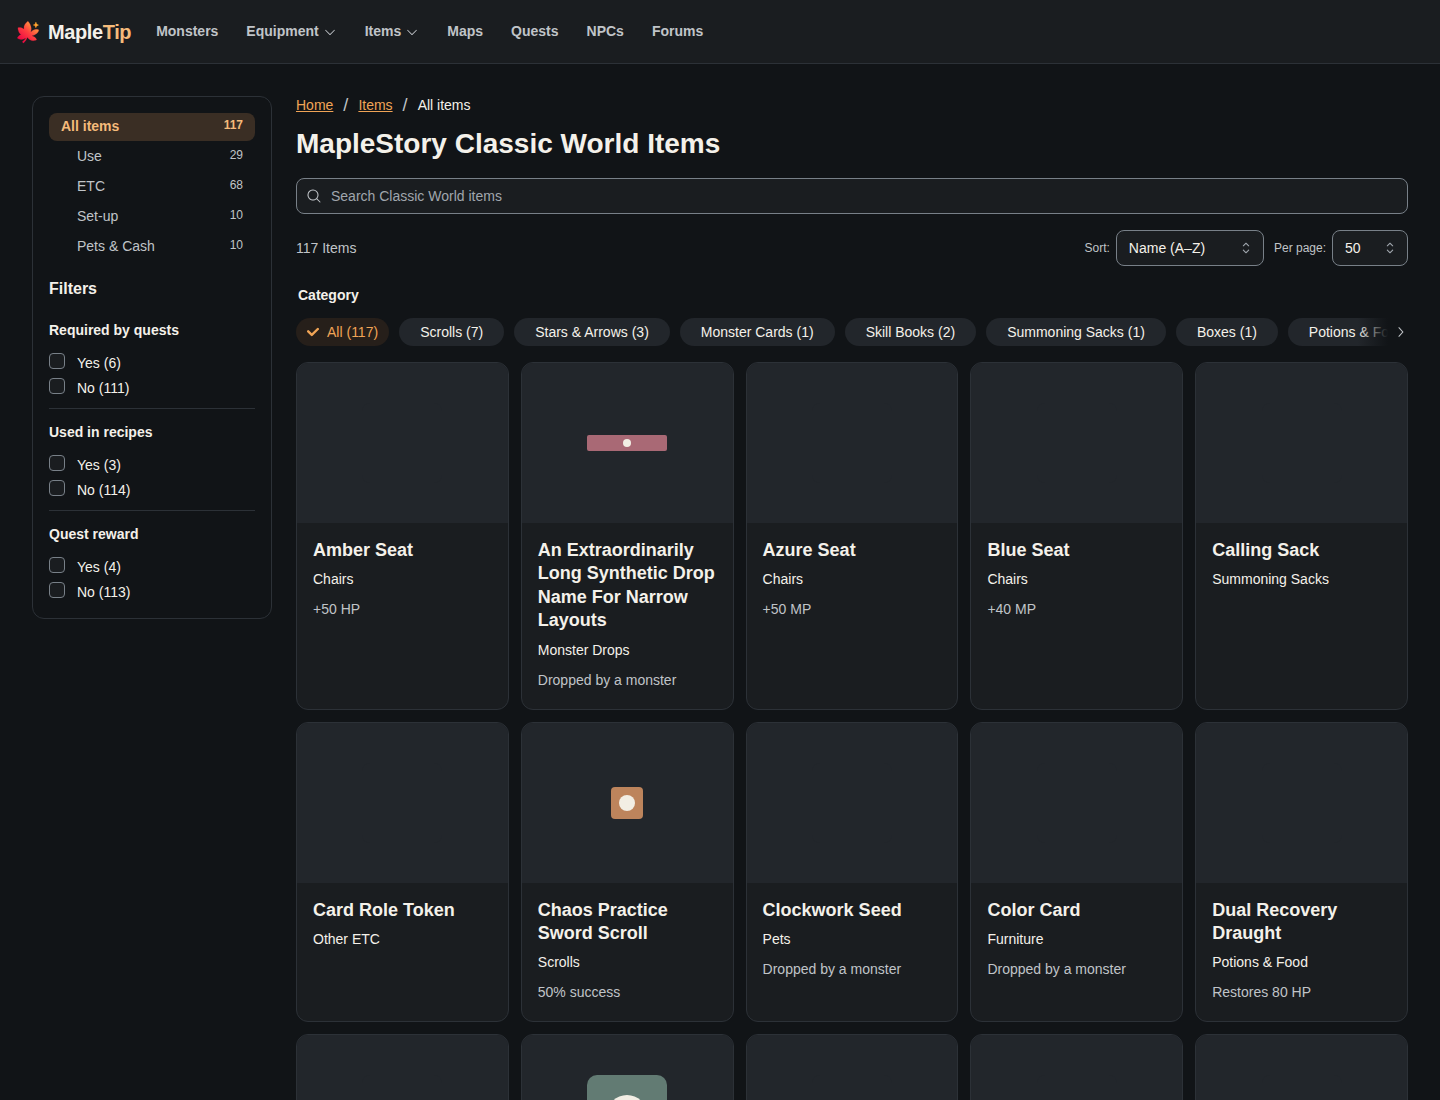 MapleTip
Monsters
Equipment
Items
Maps
Quests
NPCs
Forums
All items 117
Use 29
ETC 68
Set-up 10
Pets & Cash 10
Filters
Required by quests
Yes (6)
No (111)
Used in recipes
Yes (3)
No (114)
Quest reward
Yes (4)
No (113)
Home / Items / All items
MapleStory Classic World Items
Search Classic World items
117 Items
Sort: Name (A–Z)
Per page: 50
Category
All (117)
Scrolls (7)
Stars & Arrows (3)
Monster Cards (1)
Skill Books (2)
Summoning Sacks (1)
Boxes (1)
Potions &
Amber Seat
Chairs
+50 HP
An Extraordinarily
Long Synthetic Drop
Name For Narrow
Layouts
Monster Drops
Dropped by a monster
Azure Seat
Chairs
+50 MP
Blue Seat
Chairs
+40 MP
Calling Sack
Summoning Sacks
Card Role Token
Other ETC
Chaos Practice
Sword Scroll
Scrolls
50% success
Clockwork Seed
Pets
Dropped by a monster
Color Card
Furniture
Dropped by a monster
Dual Recovery
Draught
Potions & Food
Restores 80 HP